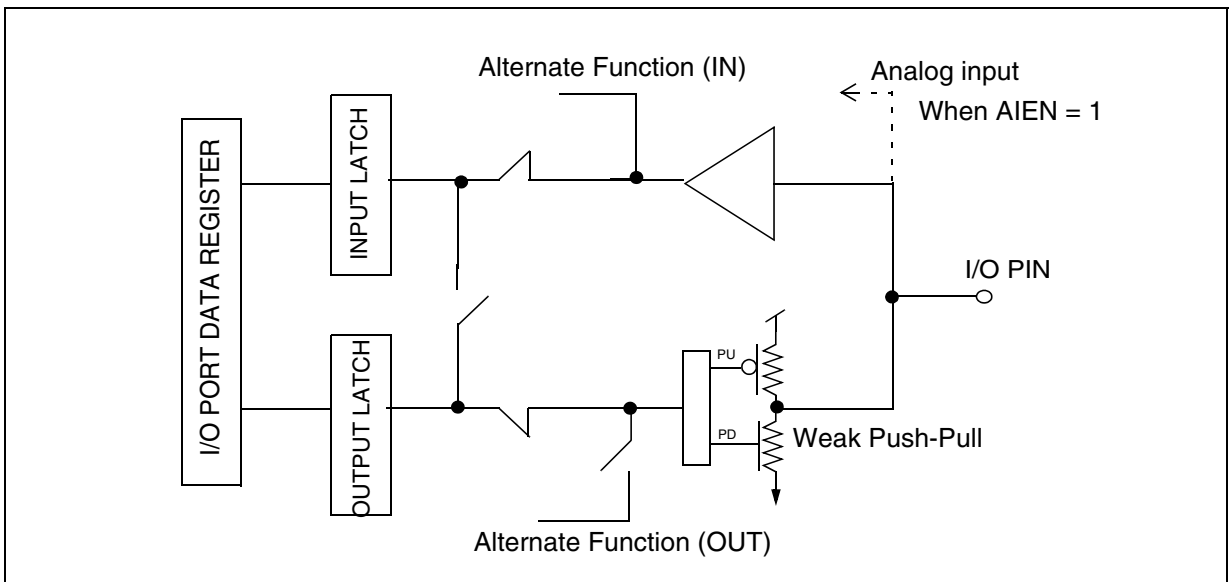 Alternate Function (IN)
Analog input
When AIEN = 1
I/O PORT DATA REGISTER
INPUT LATCH
I/O PIN
OUTPUT LATCH
PU
PD
Weak Push-Pull
Alternate Function (OUT)